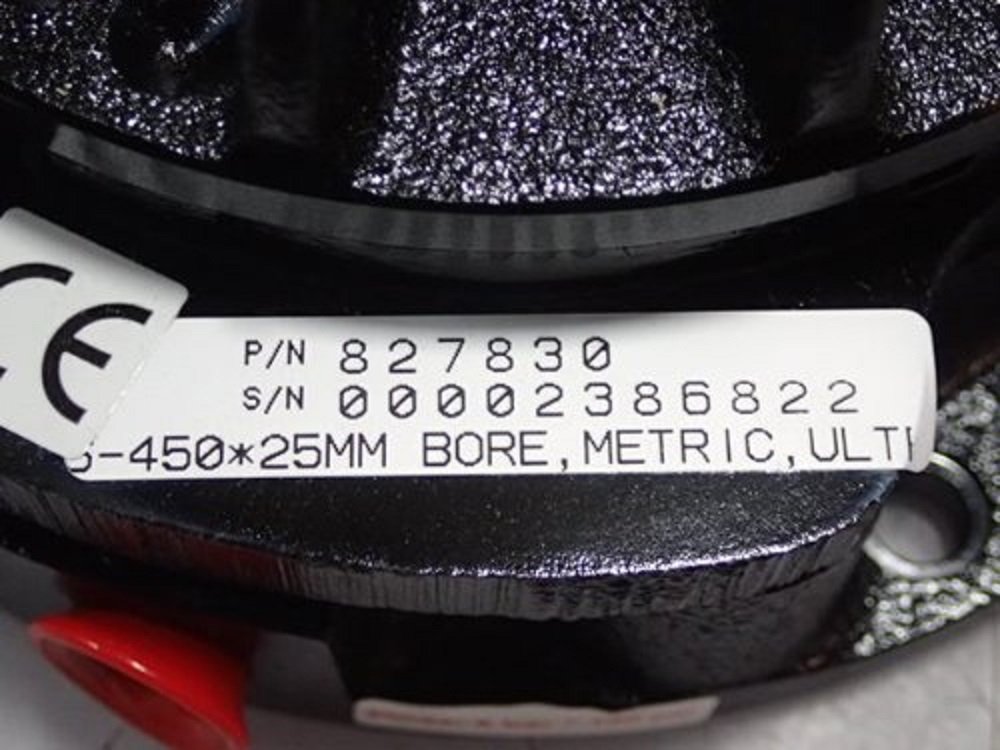 CE
P/N 827830
S/N 00002386822
-450*25MM BORE,METRIC,ULT